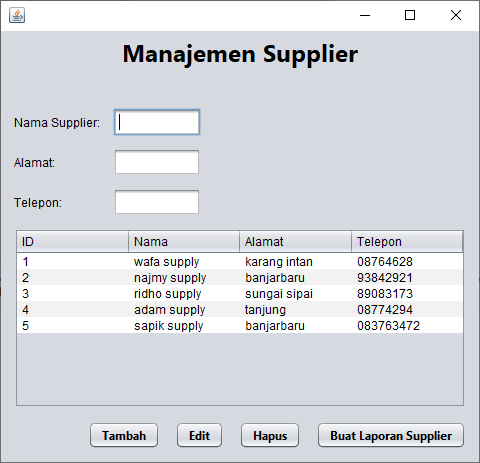 Manajemen Supplier
Nama Supplier:
Alamat:
Telepon:
ID Nama Alamat Telepon
1 wafa supply karang intan 08764628
2 najmy supply banjarbaru 93842921
3 ridho supply sungai sipai 89083173
4 adam supply tanjung 08774294
5 sapik supply banjarbaru 083763472
Tambah Edit Hapus Buat Laporan Supplier